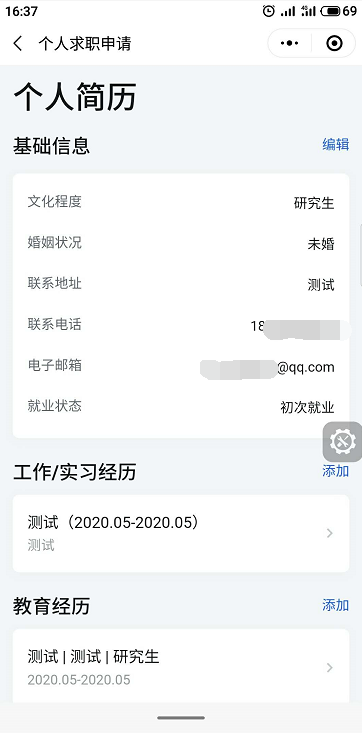 16:37
4G 69
个人求职申请
个人简历
基础信息 编辑
文化程度 研究生
婚姻状况 未婚
联系地址 测试
联系电话 18
电子邮箱 @qq.com
就业状态 初次就业
工作/实习经历 添加
测试（2020.05-2020.05）
测试
教育经历 添加
测试 | 测试 | 研究生
2020.05-2020.05